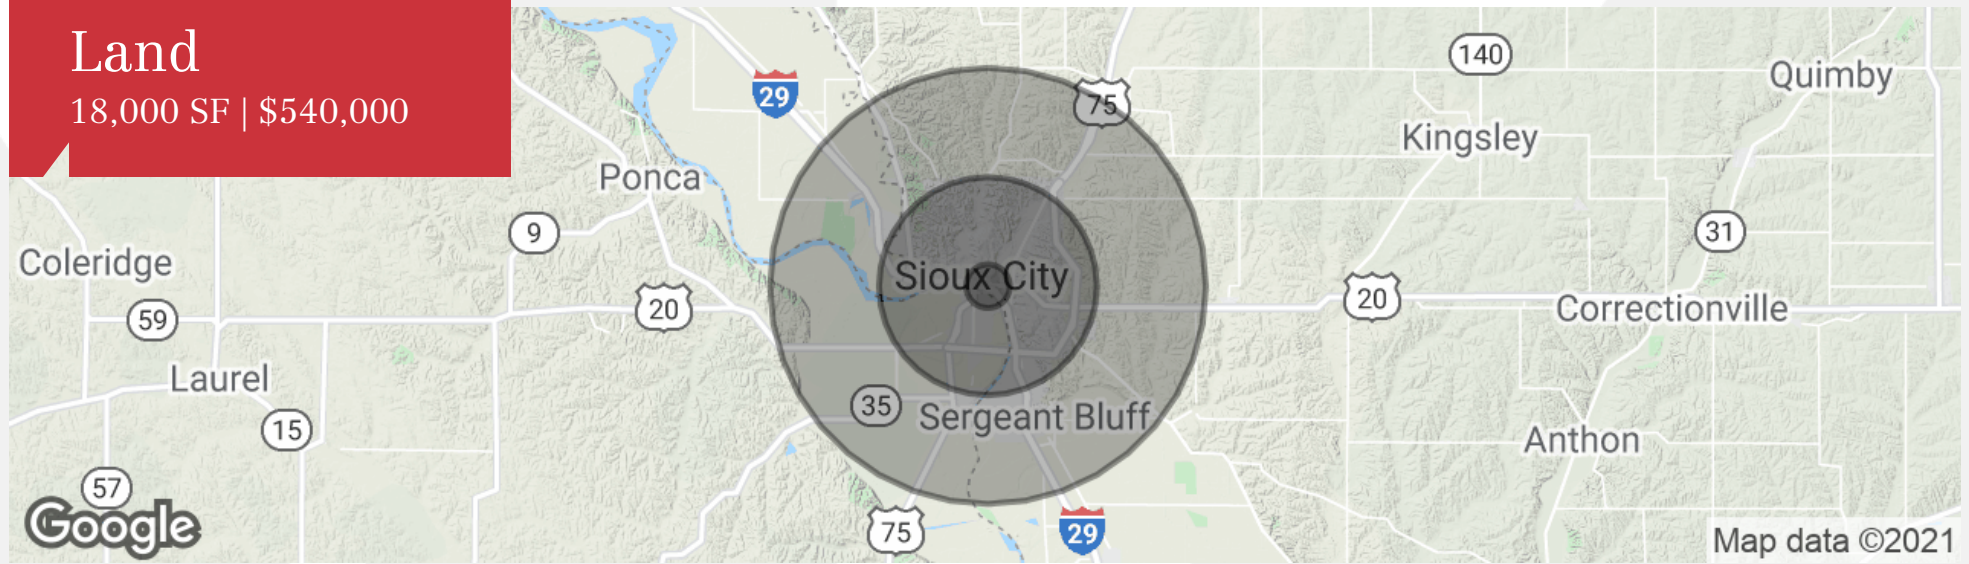 Land
18,000 SF | $540,000
29
75
140
Quimby
Kingsley
Ponca
9
31
Coleridge
Sioux City
59
20
20
Correctionville
Laurel
35
Sergeant Bluff
15
Anthon
57
Google
75
29
Map data ©2021